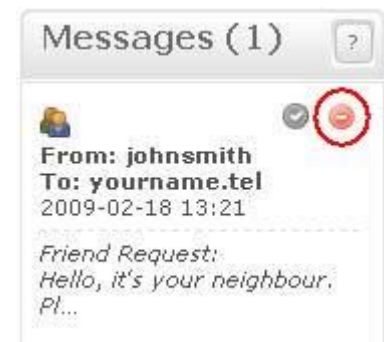 Messages (1) ?
From: johnsmith
To: yourname.tel
2009-02-18 13:21
Friend Request:
Hello, it's your neighbour.
Pl...